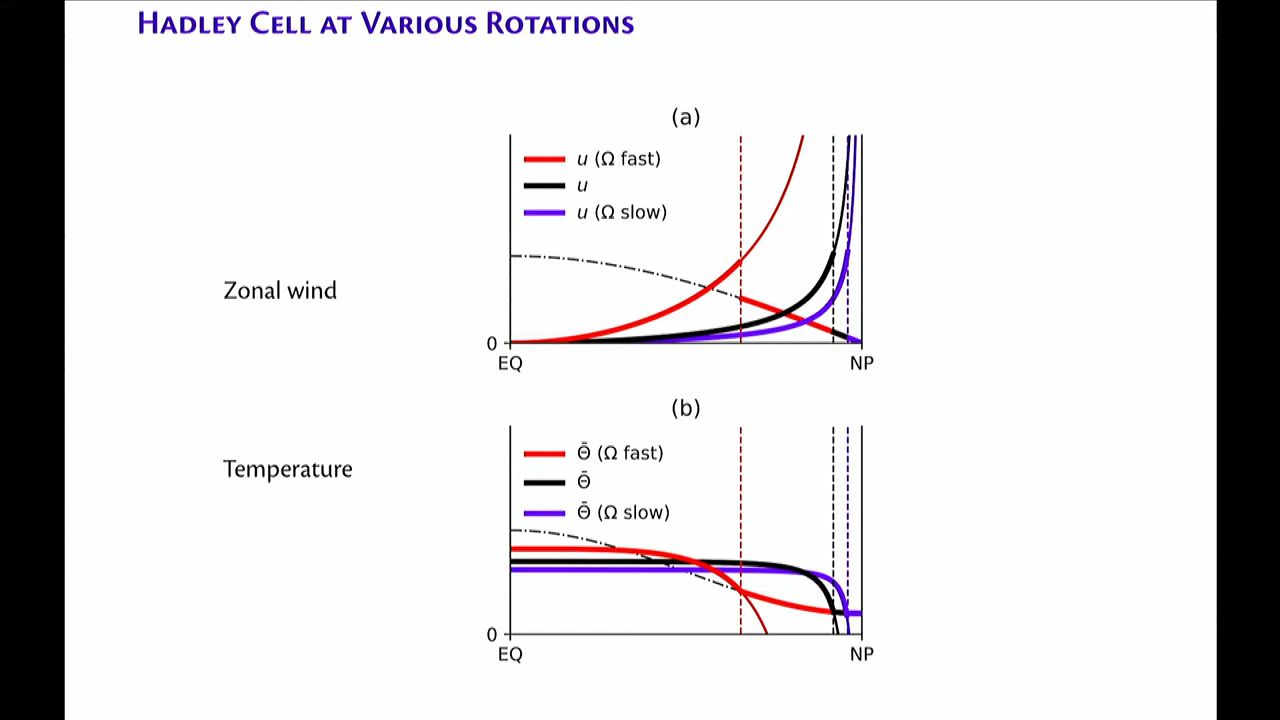 HADLEY CELL AT VARIOUS ROTATIONS
(a)
u (Ω fast)
u
u (Ω slow)
Zonal wind
0
EQ
NP
(b)
Θ̄ (Ω fast)
Θ̄
Θ̄ (Ω slow)
Temperature
0
EQ
NP